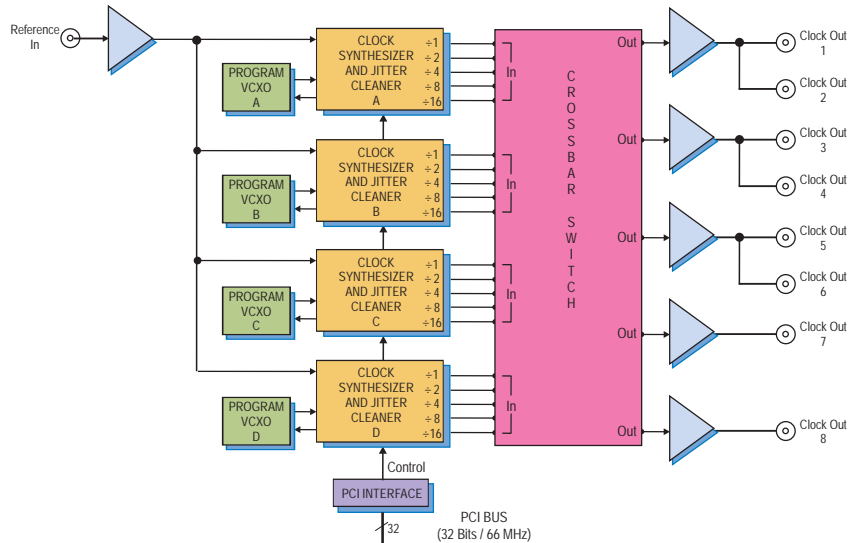 Reference
In
PROGRAM
VCXO
A
CLOCK
SYNTHESIZER
AND JITTER
CLEANER
A
÷1
÷2
÷4
÷8
÷16
In
PROGRAM
VCXO
B
CLOCK
SYNTHESIZER
AND JITTER
CLEANER
B
÷1
÷2
÷4
÷8
÷16
In
PROGRAM
VCXO
C
CLOCK
SYNTHESIZER
AND JITTER
CLEANER
C
÷1
÷2
÷4
÷8
÷16
In
PROGRAM
VCXO
D
CLOCK
SYNTHESIZER
AND JITTER
CLEANER
D
÷1
÷2
÷4
÷8
÷16
In
CROSSBAR SWITCH
Out
Out
Out
Out
Out
Clock Out
1
Clock Out
2
Clock Out
3
Clock Out
4
Clock Out
5
Clock Out
6
Clock Out
7
Clock Out
8
Control
PCI INTERFACE
32
PCI BUS
(32 Bits / 66 MHz)